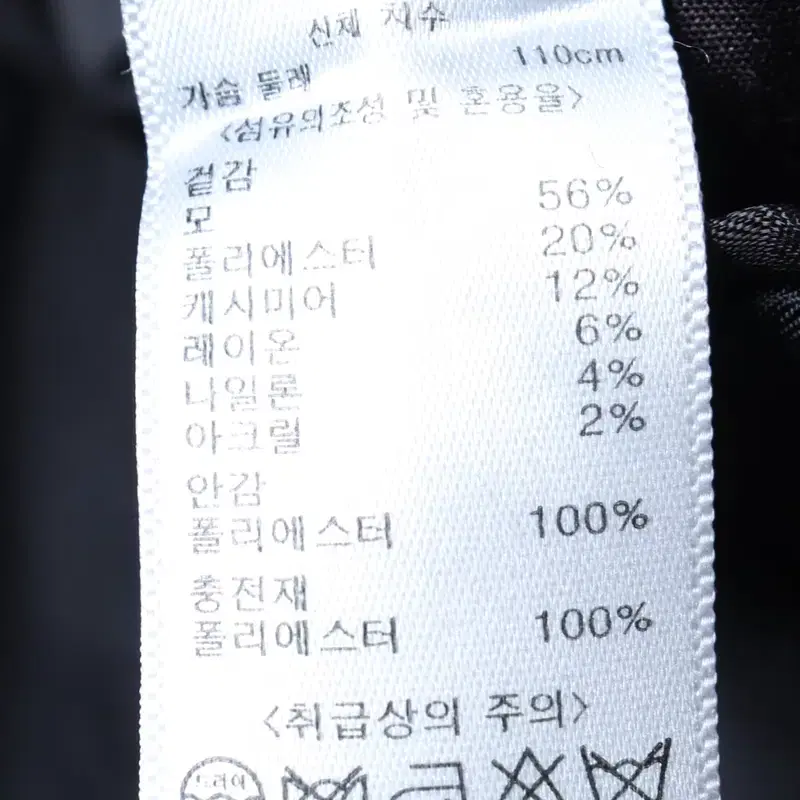 신체 치수
가슴 둘레 110cm
<섬유의조성 및 혼용율>
겉감
모 56%
폴리에스터 20%
캐시미어 12%
레이온 6%
나일론 4%
아크릴 2%
안감
폴리에스터 100%
충전재
폴리에스터 100%
<취급상의 주의>
드라이